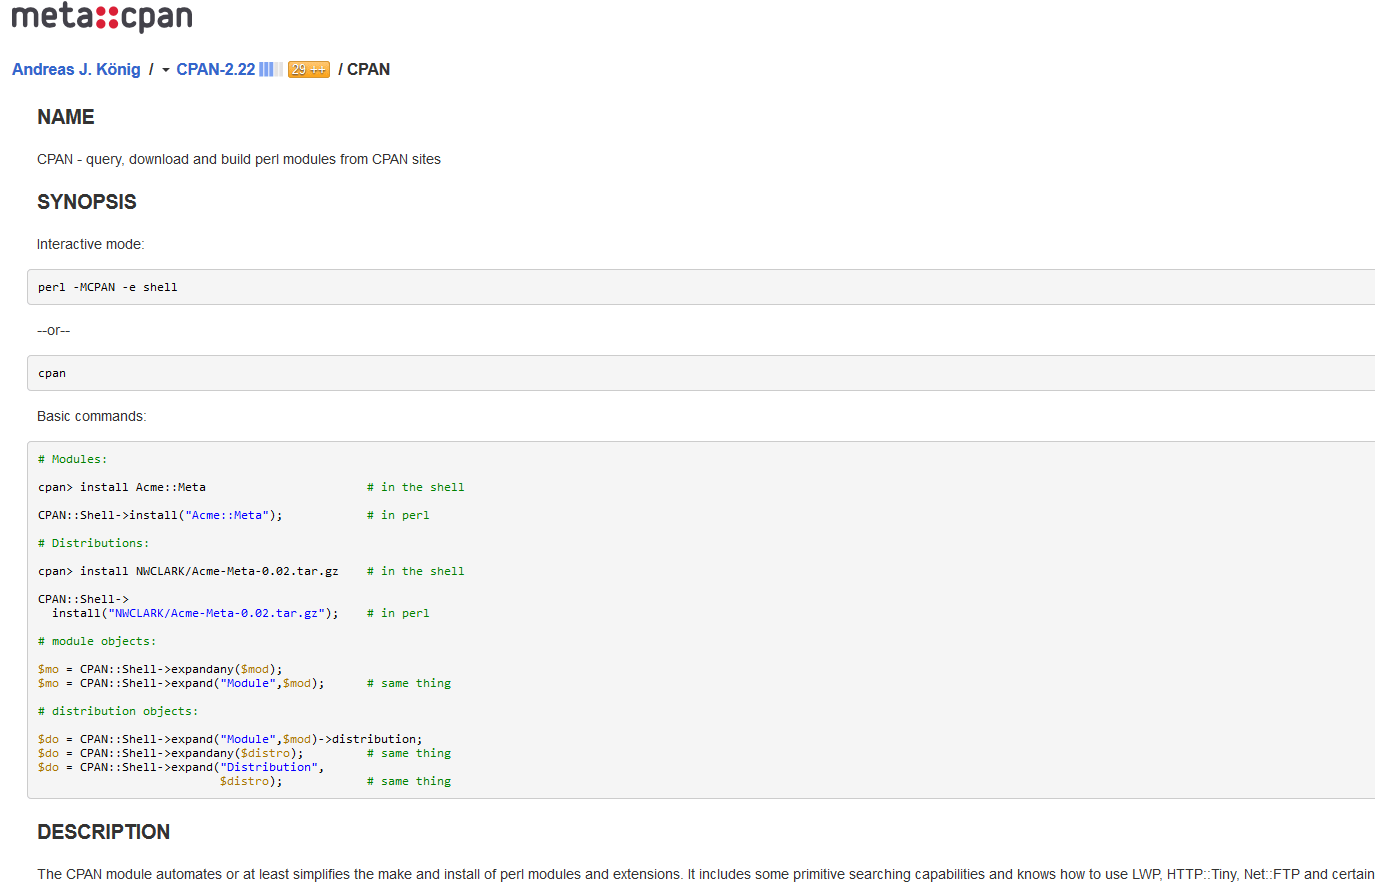 meta::cpan
Andreas J. König / CPAN-2.22 29 ++ / CPAN
NAME
CPAN - query, download and build perl modules from CPAN sites
SYNOPSIS
Interactive mode:
perl -MCPAN -e shell
--or--
cpan
Basic commands:
# Modules:
cpan> install Acme::Meta # in the shell
CPAN::Shell->install("Acme::Meta"); # in perl
# Distributions:
cpan> install NWCLARK/Acme-Meta-0.02.tar.gz # in the shell
CPAN::Shell->
install("NWCLARK/Acme-Meta-0.02.tar.gz"); # in perl
# module objects:
$mo = CPAN::Shell->expandany($mod);
$mo = CPAN::Shell->expand("Module",$mod); # same thing
# distribution objects:
$do = CPAN::Shell->expand("Module",$mod)->distribution;
$do = CPAN::Shell->expandany($distro); # same thing
$do = CPAN::Shell->expand("Distribution",
$distro); # same thing
DESCRIPTION
The CPAN module automates or at least simplifies the make and install of perl modules and extensions. It includes some primitive searching capabilities and knows how to use LWP, HTTP::Tiny, Net::FTP and certain